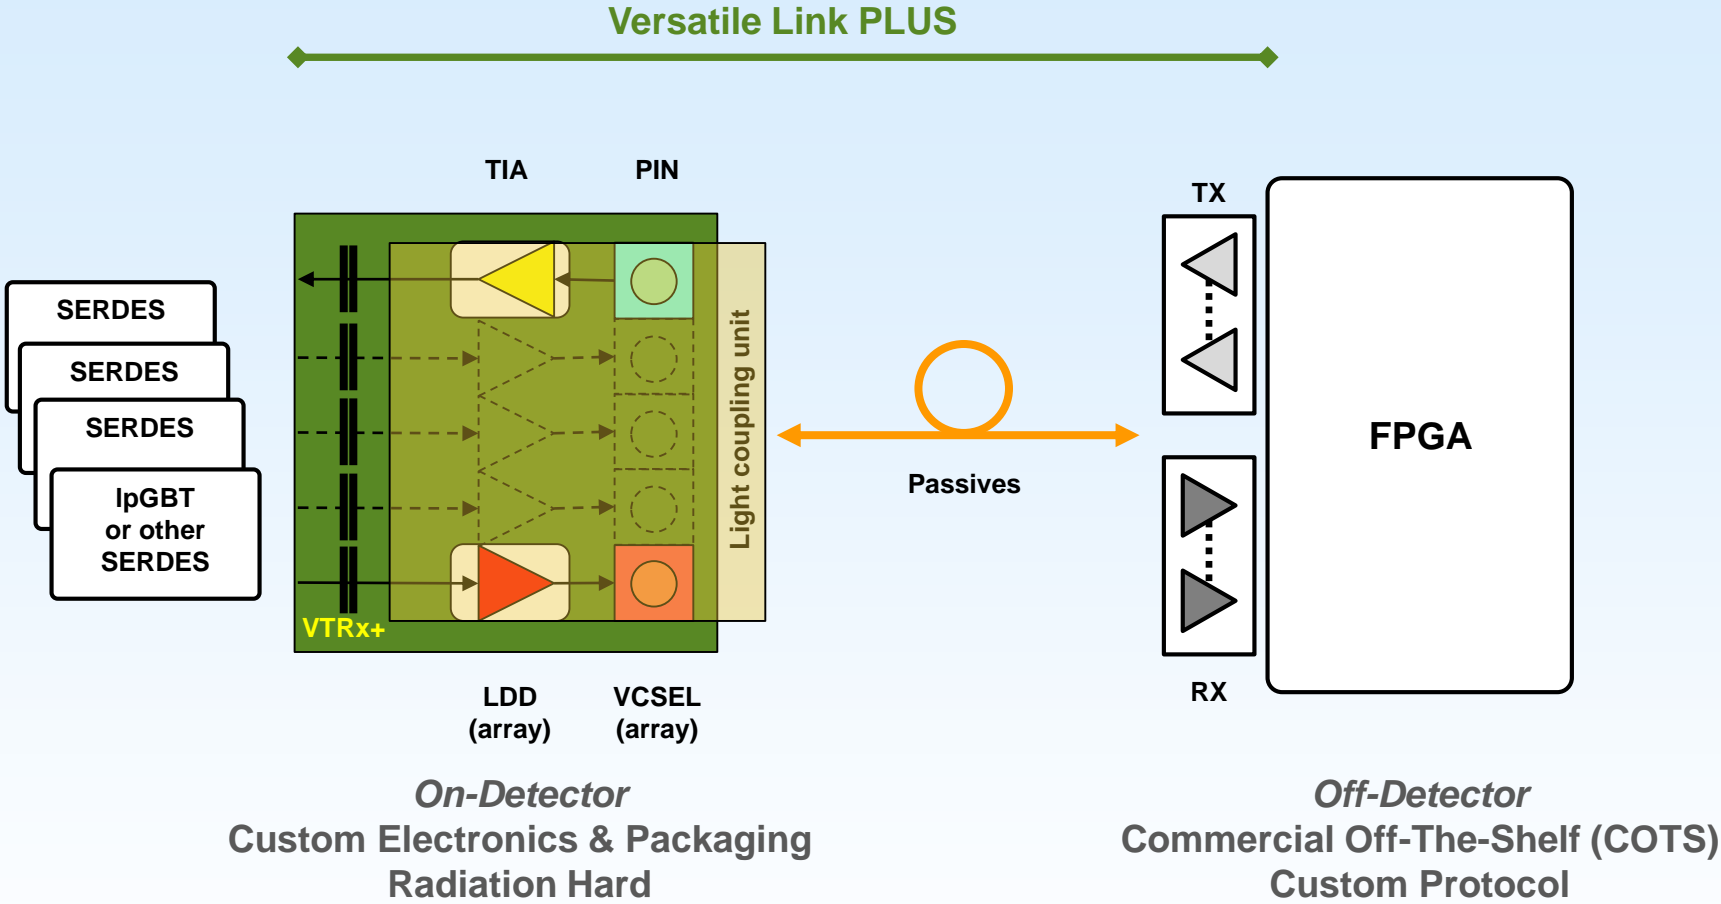 Versatile Link PLUS
TIA
PIN
TX
SERDES
SERDES
SERDES
lpGBT
or other
SERDES
Light coupling unit
VTRx+
Passives
FPGA
RX
LDD
(array)
VCSEL
(array)
On-Detector
Custom Electronics & Packaging
Radiation Hard
Off-Detector
Commercial Off-The-Shelf (COTS)
Custom Protocol